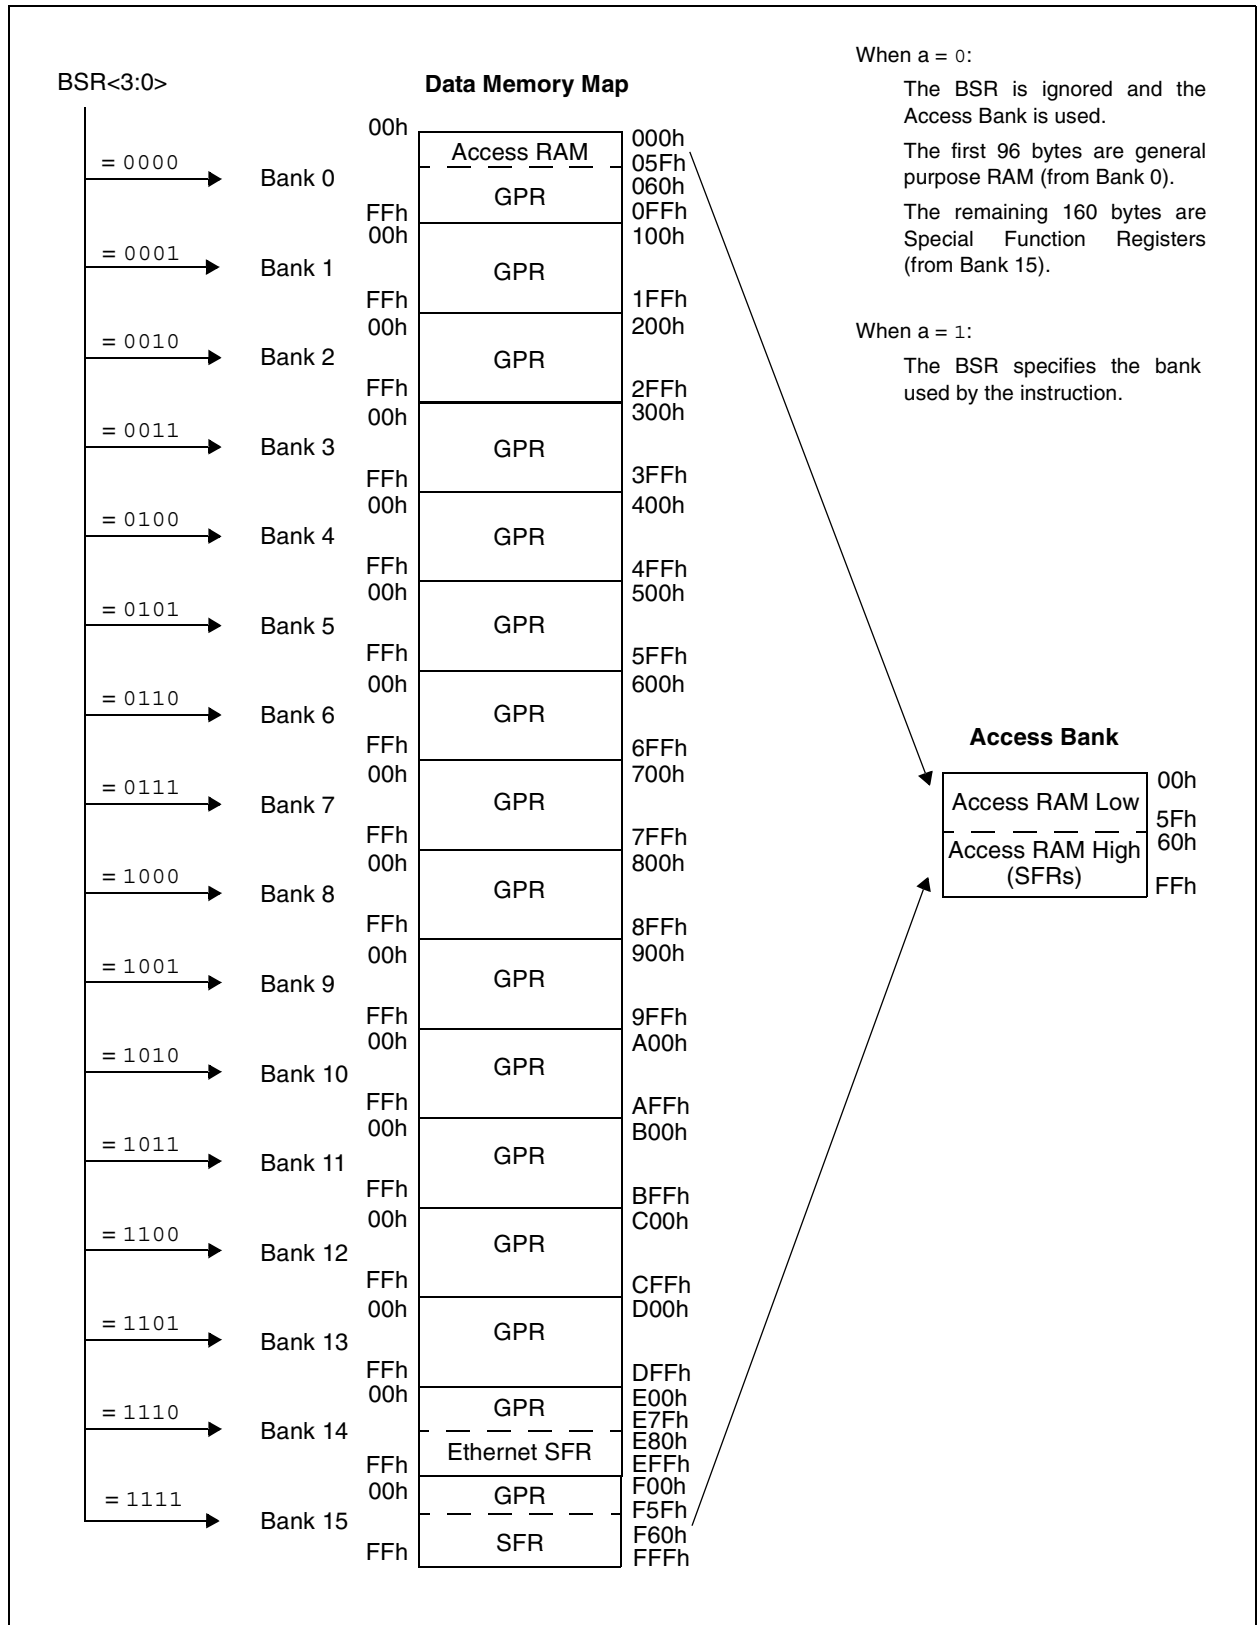 BSR<3:0>
Data Memory Map
When a = 0:
The BSR is ignored and the
Access Bank is used.
The first 96 bytes are general
purpose RAM (from Bank 0).
The remaining 160 bytes are
Special Function Registers
(from Bank 15).
When a = 1:
The BSR specifies the bank
used by the instruction.
= 0000
Bank 0
00h
FFh
Access RAM
GPR
000h
05Fh
060h
0FFh
= 0001
Bank 1
00h
FFh
GPR
100h
1FFh
= 0010
Bank 2
00h
FFh
GPR
200h
2FFh
= 0011
Bank 3
00h
FFh
GPR
300h
3FFh
= 0100
Bank 4
00h
FFh
GPR
400h
4FFh
= 0101
Bank 5
00h
FFh
GPR
500h
5FFh
= 0110
Bank 6
00h
FFh
GPR
600h
6FFh
= 0111
Bank 7
00h
FFh
GPR
700h
7FFh
= 1000
Bank 8
00h
FFh
GPR
800h
8FFh
= 1001
Bank 9
00h
FFh
GPR
900h
9FFh
= 1010
Bank 10
00h
FFh
GPR
A00h
AFFh
= 1011
Bank 11
00h
FFh
GPR
B00h
BFFh
= 1100
Bank 12
00h
FFh
GPR
C00h
CFFh
= 1101
Bank 13
00h
FFh
GPR
D00h
DFFh
= 1110
Bank 14
00h
FFh
GPR
Ethernet SFR
E00h
E7Fh
E80h
EFFh
= 1111
Bank 15
00h
FFh
GPR
SFR
F00h
F5Fh
F60h
FFFh
Access Bank
Access RAM Low
Access RAM High
(SFRs)
00h
5Fh
60h
FFh